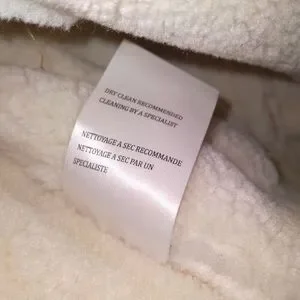 DRY CLEAN RECOMMENDED
CLEANING BY A SPECIALIST
NETTOYAGE A SEC RECOMMANDE
NETTOYAGE A SEC PAR UN
SPECIALISTE